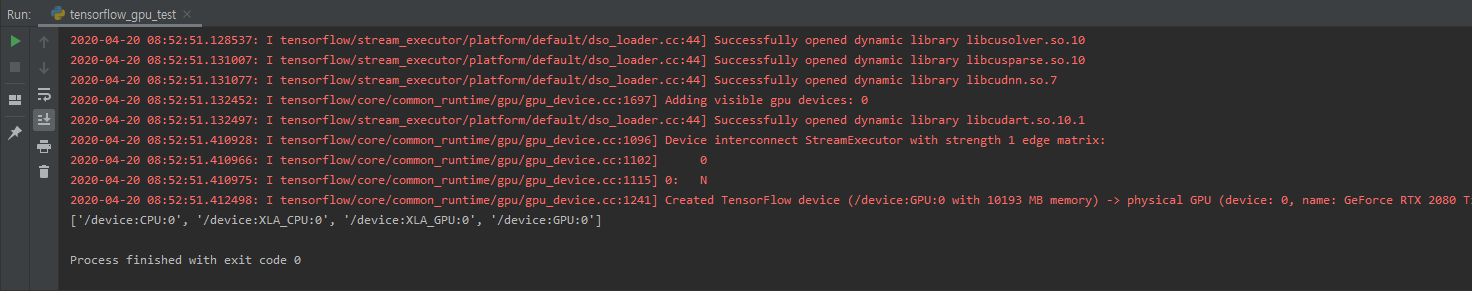 Run: tensorflow_gpu_test
2020-04-20 08:52:51.128537: I tensorflow/stream_executor/platform/default/dso_loader.cc:44] Successfully opened dynamic library libcusolver.so.10
2020-04-20 08:52:51.131007: I tensorflow/stream_executor/platform/default/dso_loader.cc:44] Successfully opened dynamic library libcusparse.so.10
2020-04-20 08:52:51.131077: I tensorflow/stream_executor/platform/default/dso_loader.cc:44] Successfully opened dynamic library libcudnn.so.7
2020-04-20 08:52:51.132452: I tensorflow/core/common_runtime/gpu/gpu_device.cc:1697] Adding visible gpu devices: 0
2020-04-20 08:52:51.132497: I tensorflow/stream_executor/platform/default/dso_loader.cc:44] Successfully opened dynamic library libcudart.so.10.1
2020-04-20 08:52:51.410928: I tensorflow/core/common_runtime/gpu/gpu_device.cc:1096] Device interconnect StreamExecutor with strength 1 edge matrix:
2020-04-20 08:52:51.410966: I tensorflow/core/common_runtime/gpu/gpu_device.cc:1102]      0
2020-04-20 08:52:51.410975: I tensorflow/core/common_runtime/gpu/gpu_device.cc:1115] 0:   N
2020-04-20 08:52:51.412498: I tensorflow/core/common_runtime/gpu/gpu_device.cc:1241] Created TensorFlow device (/device:GPU:0 with 10193 MB memory) -> physical GPU (device: 0, name: GeForce RTX 2080 T
['/device:CPU:0', '/device:XLA_CPU:0', '/device:XLA_GPU:0', '/device:GPU:0']
Process finished with exit code 0